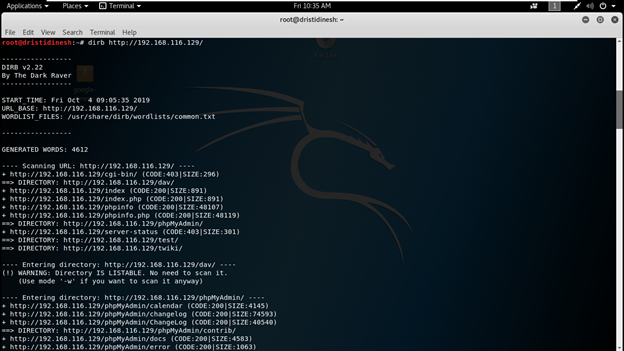 Applications Places Terminal Fri 10:35 AM 1
root@dristidinesh: ~
File Edit View Search Terminal Help
root@dristidinesh:~# dirb http://192.168.116.129/
-----------------
DIRB v2.22
By The Dark Raver
-----------------
START_TIME: Fri Oct  4 09:05:35 2019
URL_BASE: http://192.168.116.129/
WORDLIST_FILES: /usr/share/dirb/wordlists/common.txt
-----------------
GENERATED WORDS: 4612
---- Scanning URL: http://192.168.116.129/ ----
+ http://192.168.116.129/cgi-bin/ (CODE:403|SIZE:296)
==> DIRECTORY: http://192.168.116.129/dav/
+ http://192.168.116.129/index (CODE:200|SIZE:891)
+ http://192.168.116.129/index.php (CODE:200|SIZE:891)
+ http://192.168.116.129/phpinfo (CODE:200|SIZE:48107)
+ http://192.168.116.129/phpinfo.php (CODE:200|SIZE:48119)
==> DIRECTORY: http://192.168.116.129/phpMyAdmin/
+ http://192.168.116.129/server-status (CODE:403|SIZE:301)
==> DIRECTORY: http://192.168.116.129/test/
==> DIRECTORY: http://192.168.116.129/twiki/
---- Entering directory: http://192.168.116.129/dav/ ----
(!) WARNING: Directory IS LISTABLE. No need to scan it.
(Use mode '-w' if you want to scan it anyway)
---- Entering directory: http://192.168.116.129/phpMyAdmin/ ----
+ http://192.168.116.129/phpMyAdmin/calendar (CODE:200|SIZE:4145)
+ http://192.168.116.129/phpMyAdmin/changelog (CODE:200|SIZE:74593)
+ http://192.168.116.129/phpMyAdmin/ChangeLog (CODE:200|SIZE:40540)
==> DIRECTORY: http://192.168.116.129/phpMyAdmin/contrib/
+ http://192.168.116.129/phpMyAdmin/docs (CODE:200|SIZE:4583)
+ http://192.168.116.129/phpMyAdmin/error (CODE:200|SIZE:1063)